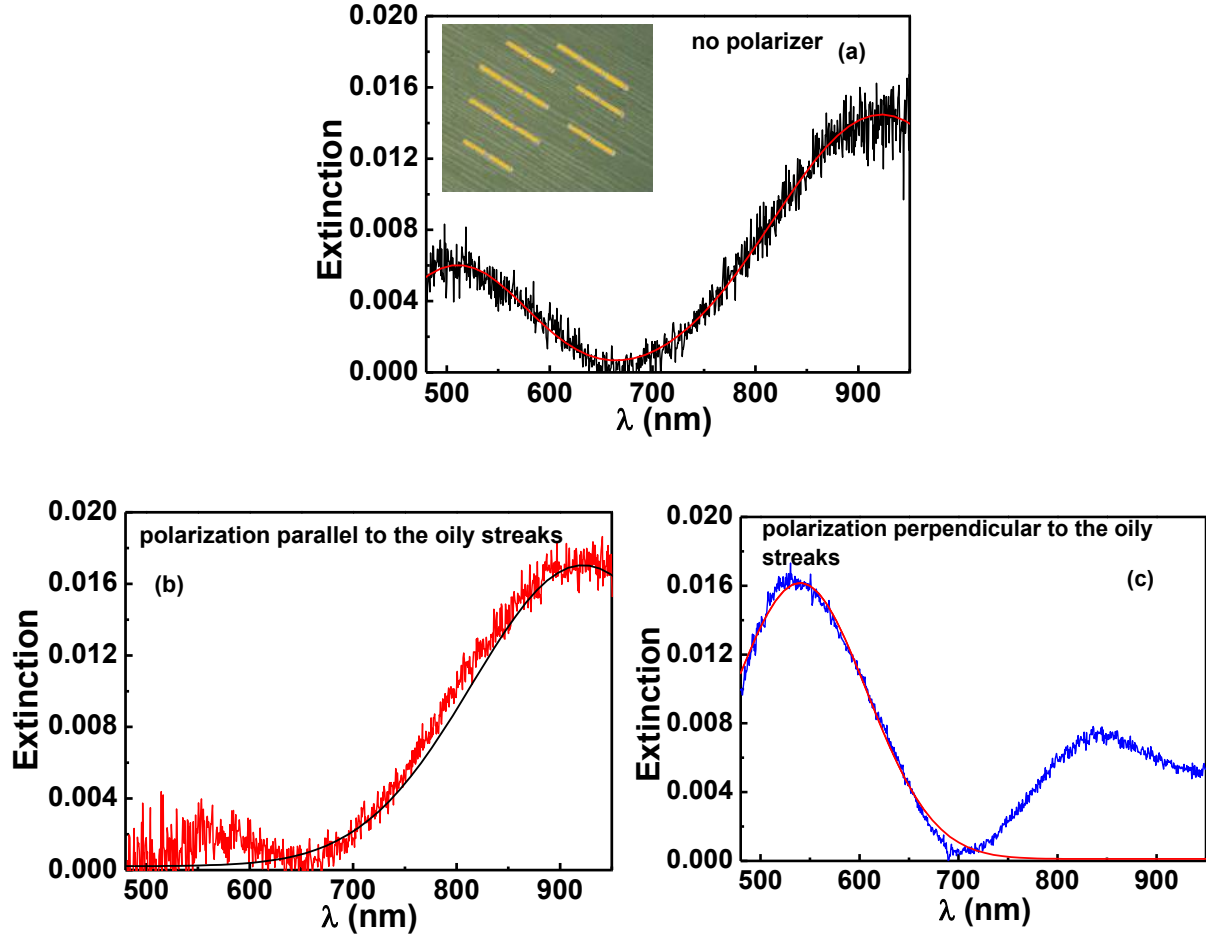 no polarizer
(a)
0.020
0.016
0.012
0.008
0.004
0.000
Extinction
500 600 700 800 900
λ (nm)
polarization parallel to the oily streaks
(b)
0.020
0.016
0.012
0.008
0.004
0.000
Extinction
500 600 700 800 900
λ (nm)
polarization perpendicular to the oily
streaks
(c)
0.020
0.016
0.012
0.008
0.004
0.000
Extinction
500 600 700 800 900
λ (nm)